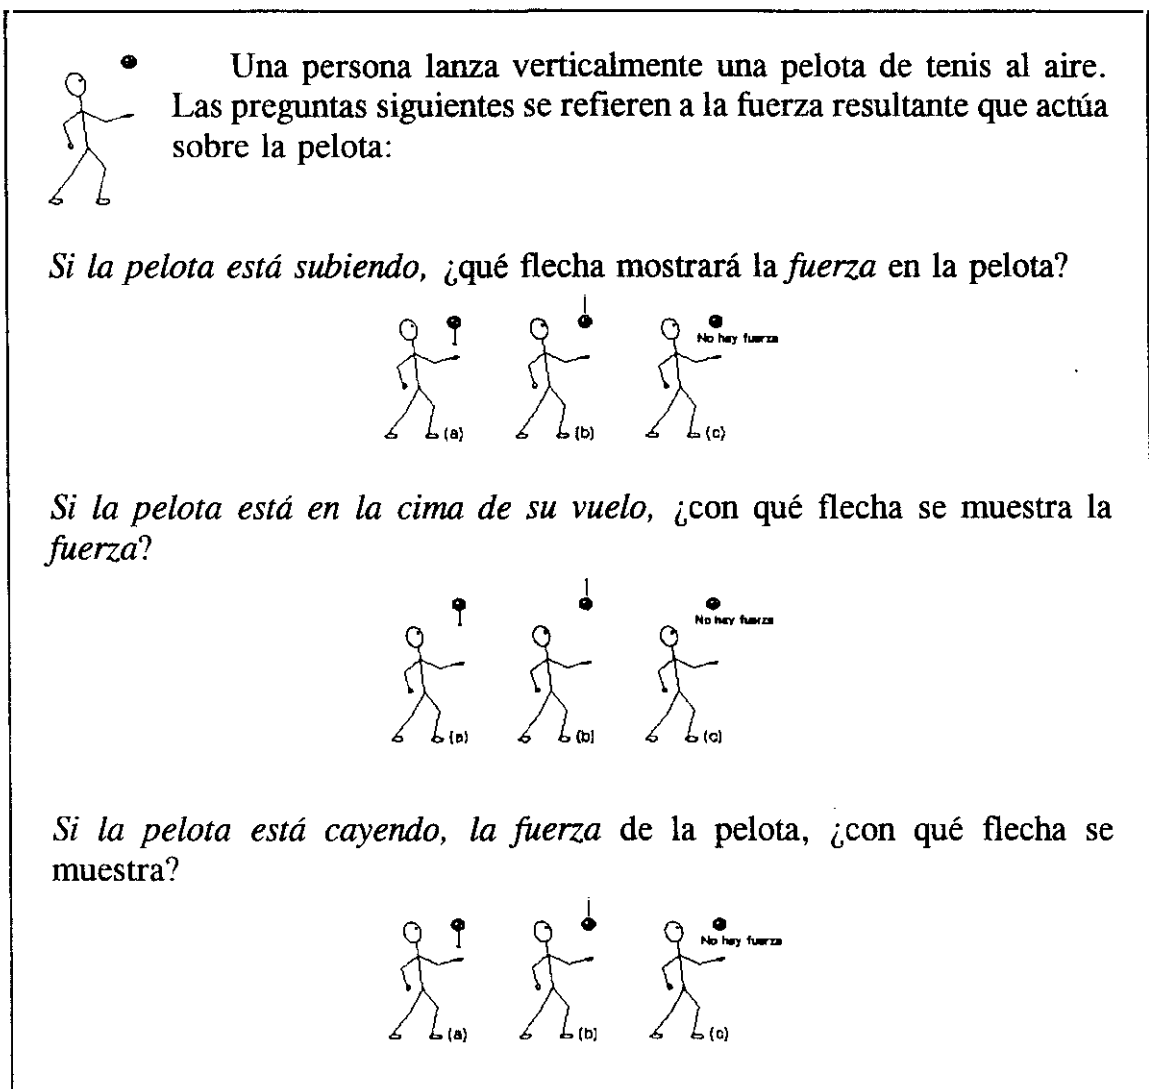 Una persona lanza verticalmente una pelota de tenis al aire.
Las preguntas siguientes se refieren a la fuerza resultante que actúa
sobre la pelota:
Si la pelota está subiendo, ¿qué flecha mostrará la fuerza en la pelota?
No hay fuerza
(a) (b) (c)
Si la pelota está en la cima de su vuelo, ¿con qué flecha se muestra la
fuerza?
No hay fuerza
(a) (b) (c)
Si la pelota está cayendo, la fuerza de la pelota, ¿con qué flecha se
muestra?
No hay fuerza
(a) (b) (c)